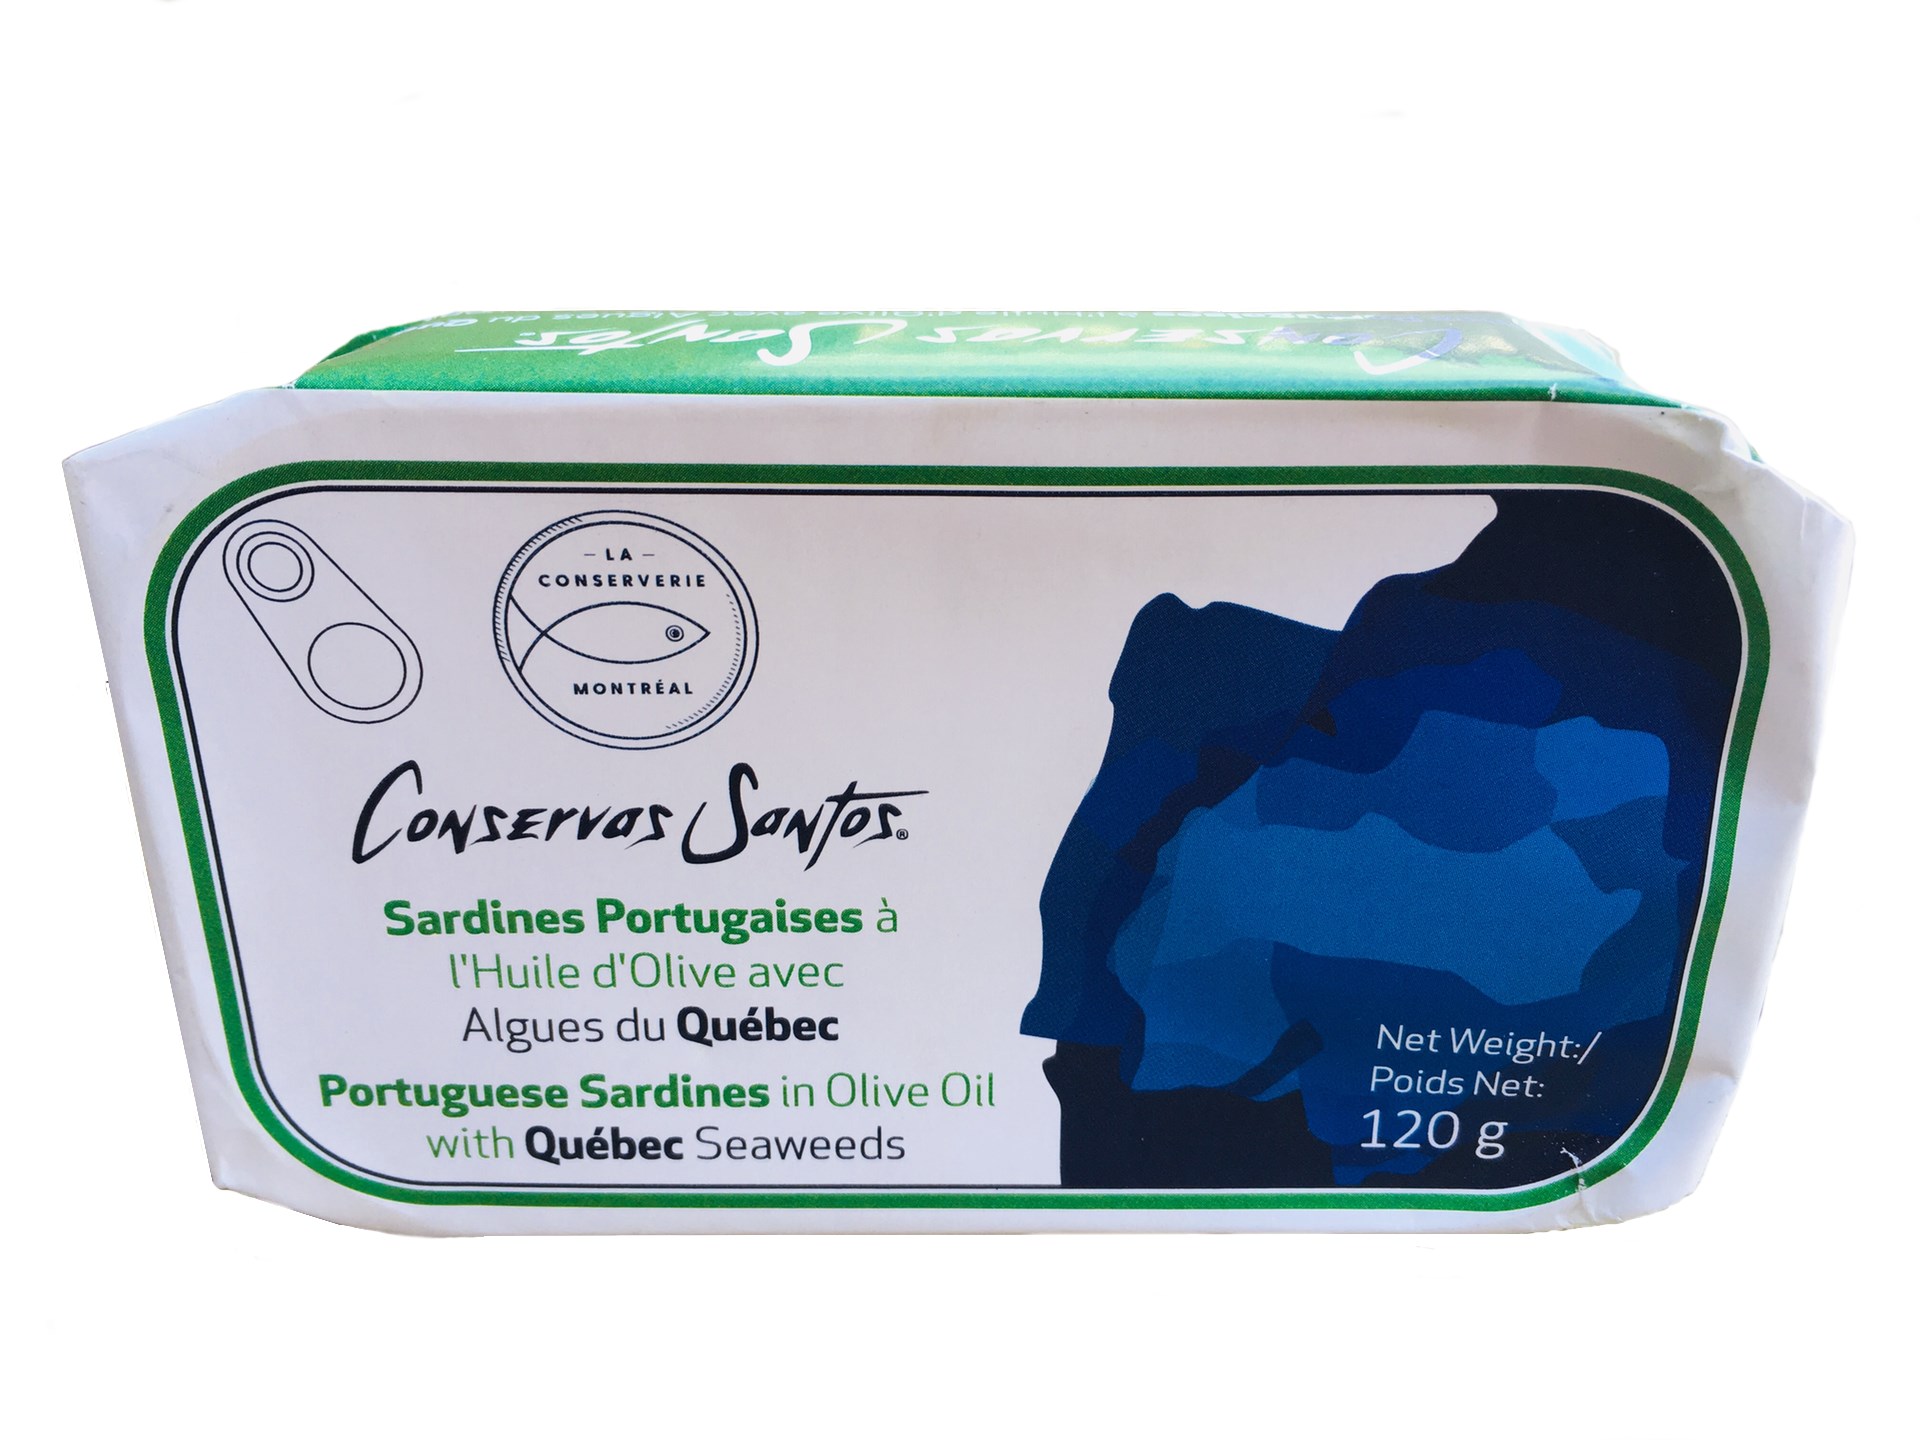 Conservas Santos.
– LA –
CONSERVERIE
MONTRÉAL
Conservas Santos®
Sardines Portugaises à
l'Huile d'Olive avec
Algues du Québec
Portuguese Sardines in Olive Oil
with Québec Seaweeds
Net Weight:/
Poids Net:
120 g